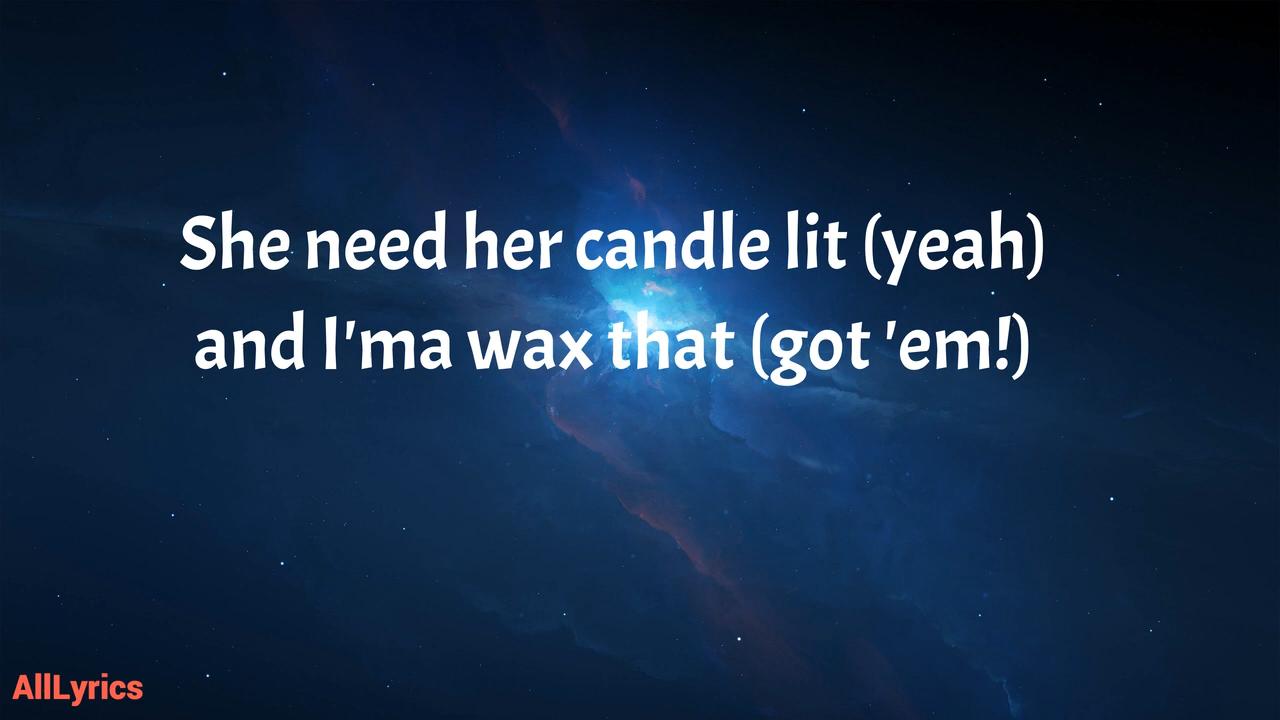 She need her candle lit (yeah)
and I'ma wax that (got 'em!)
AllLyrics